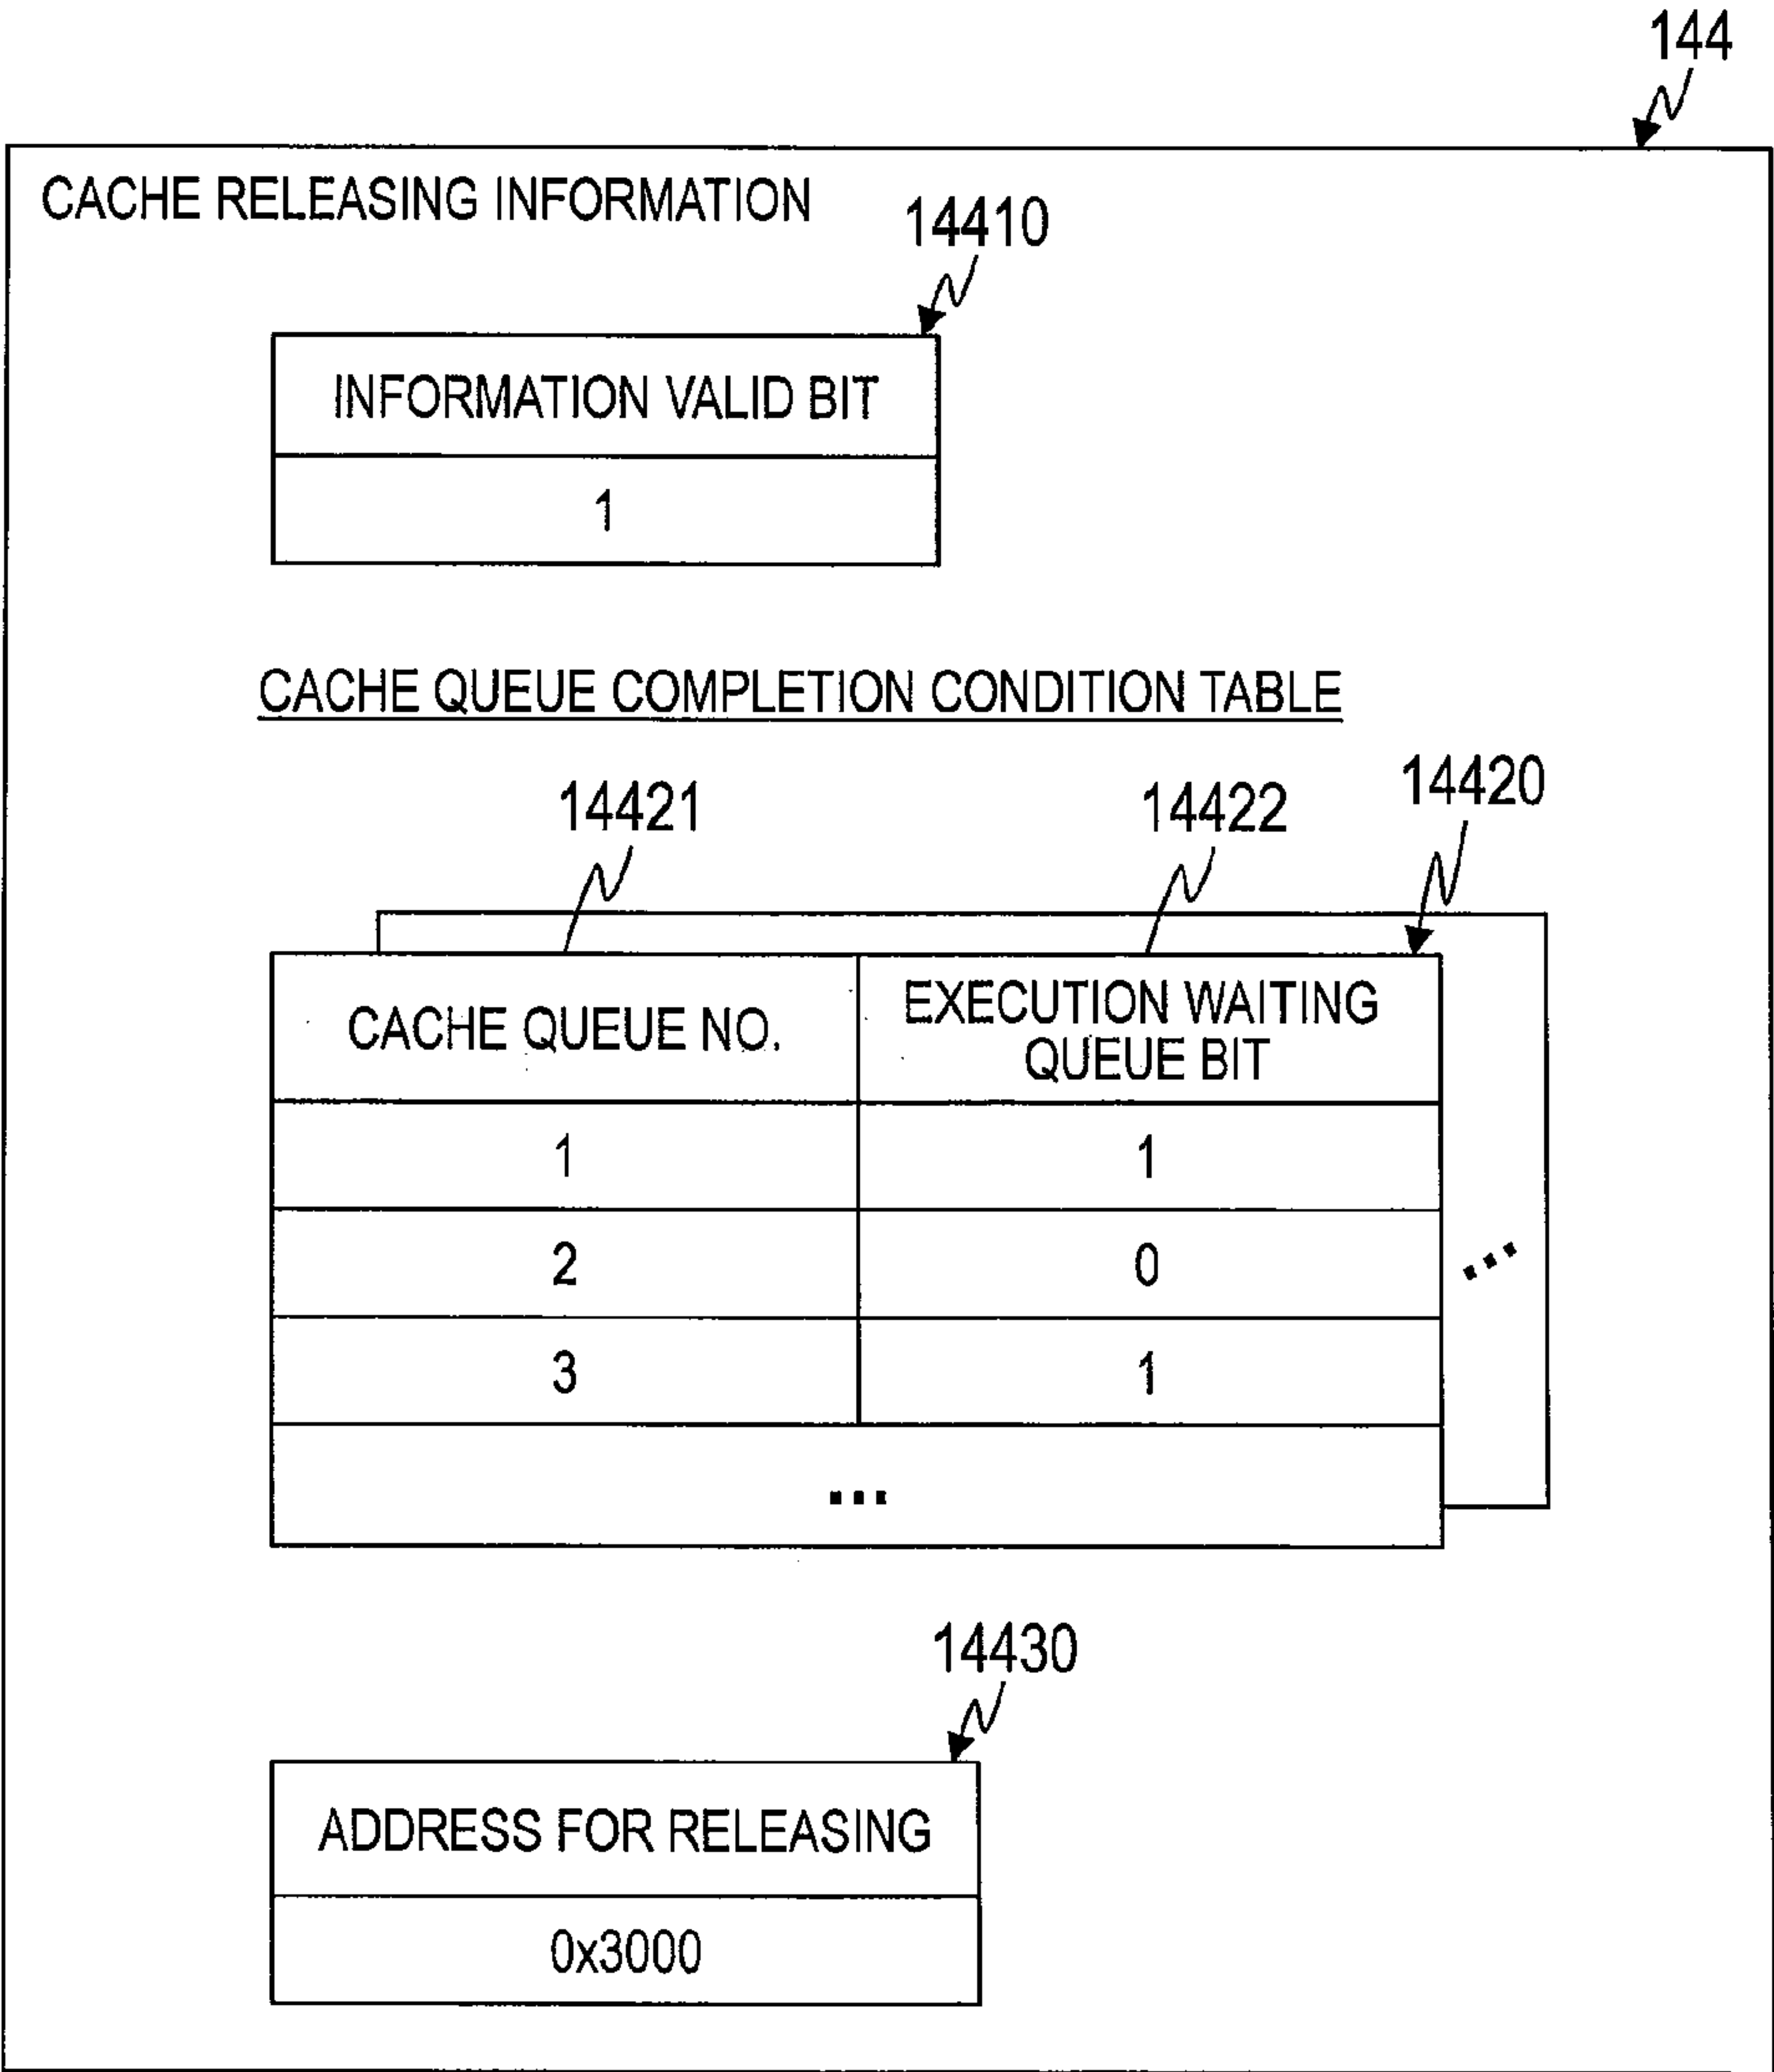 144
CACHE RELEASING INFORMATION
14410
INFORMATION VALID BIT
1
CACHE QUEUE COMPLETION CONDITION TABLE
14421 14422 14420
CACHE QUEUE NO. EXECUTION WAITING
QUEUE BIT
1 1
2 0
3 1
...
...
14430
ADDRESS FOR RELEASING
0x3000